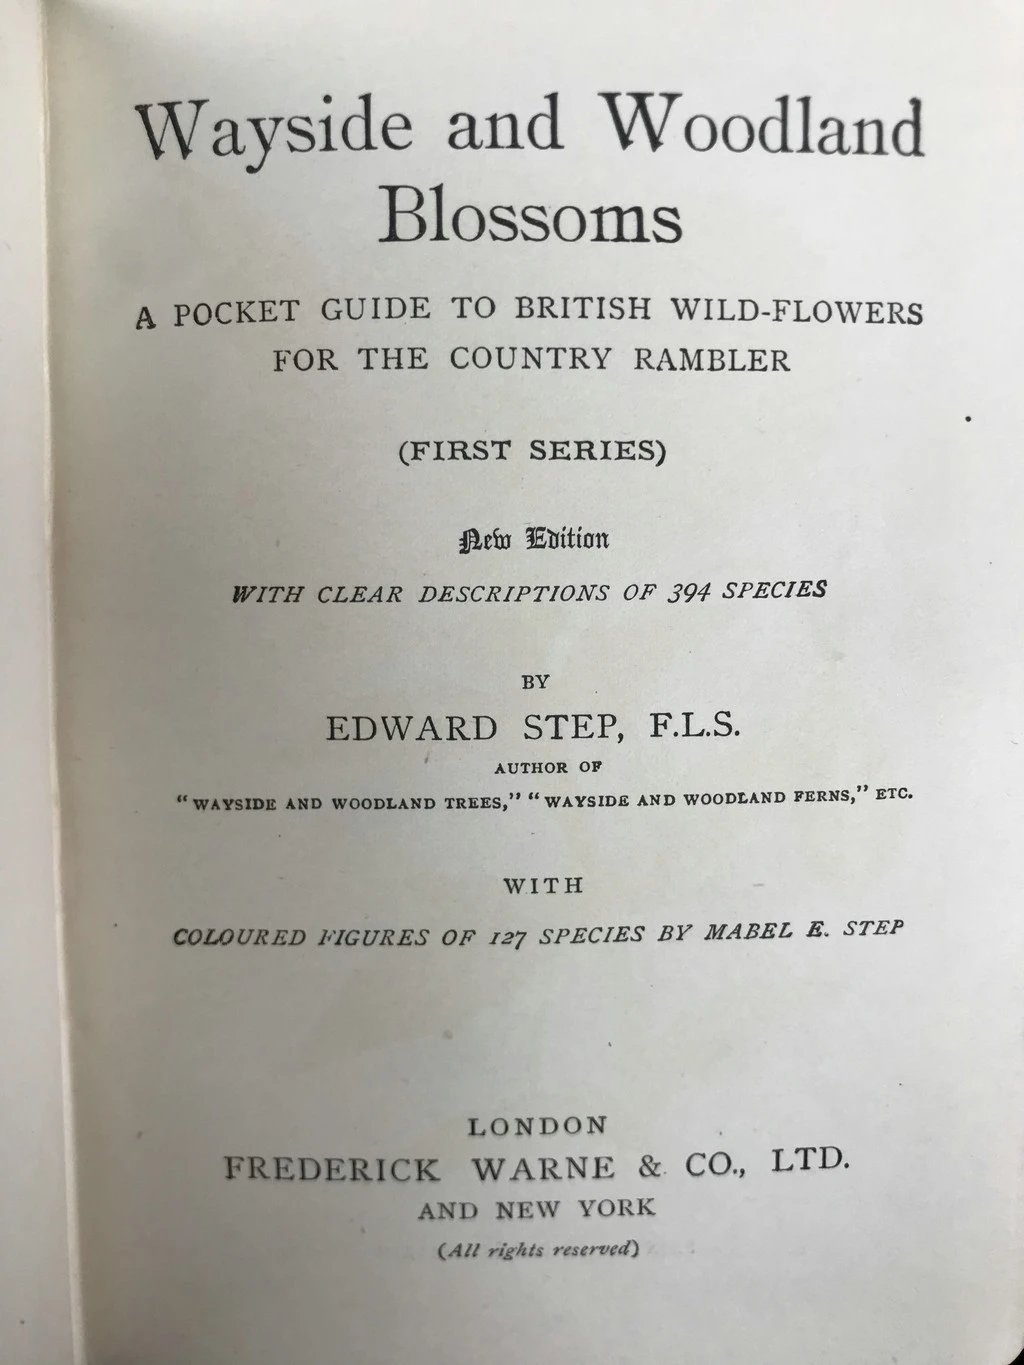 Wayside and Woodland
Blossoms
A POCKET GUIDE TO BRITISH WILD-FLOWERS
FOR THE COUNTRY RAMBLER
(FIRST SERIES)
New Edition
WITH CLEAR DESCRIPTIONS OF 394 SPECIES
BY
EDWARD STEP, F.L.S.
AUTHOR OF
"WAYSIDE AND WOODLAND TREES," "WAYSIDE AND WOODLAND FERNS," ETC.
WITH
COLOURED FIGURES OF 127 SPECIES BY MABEL E. STEP
LONDON
FREDERICK WARNE & CO., LTD.
AND NEW YORK
(All rights reserved)